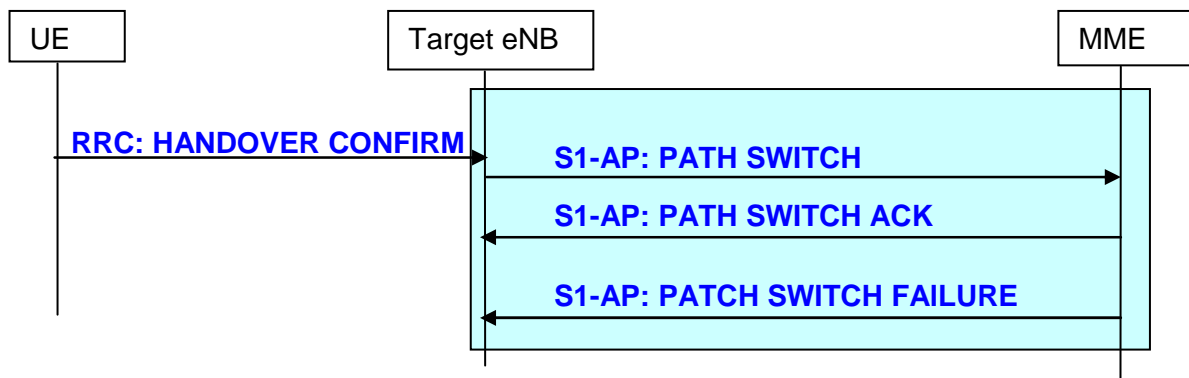 UE
Target eNB
MME
RRC: HANDOVER CONFIRM
S1-AP: PATH SWITCH
S1-AP: PATH SWITCH ACK
S1-AP: PATCH SWITCH FAILURE